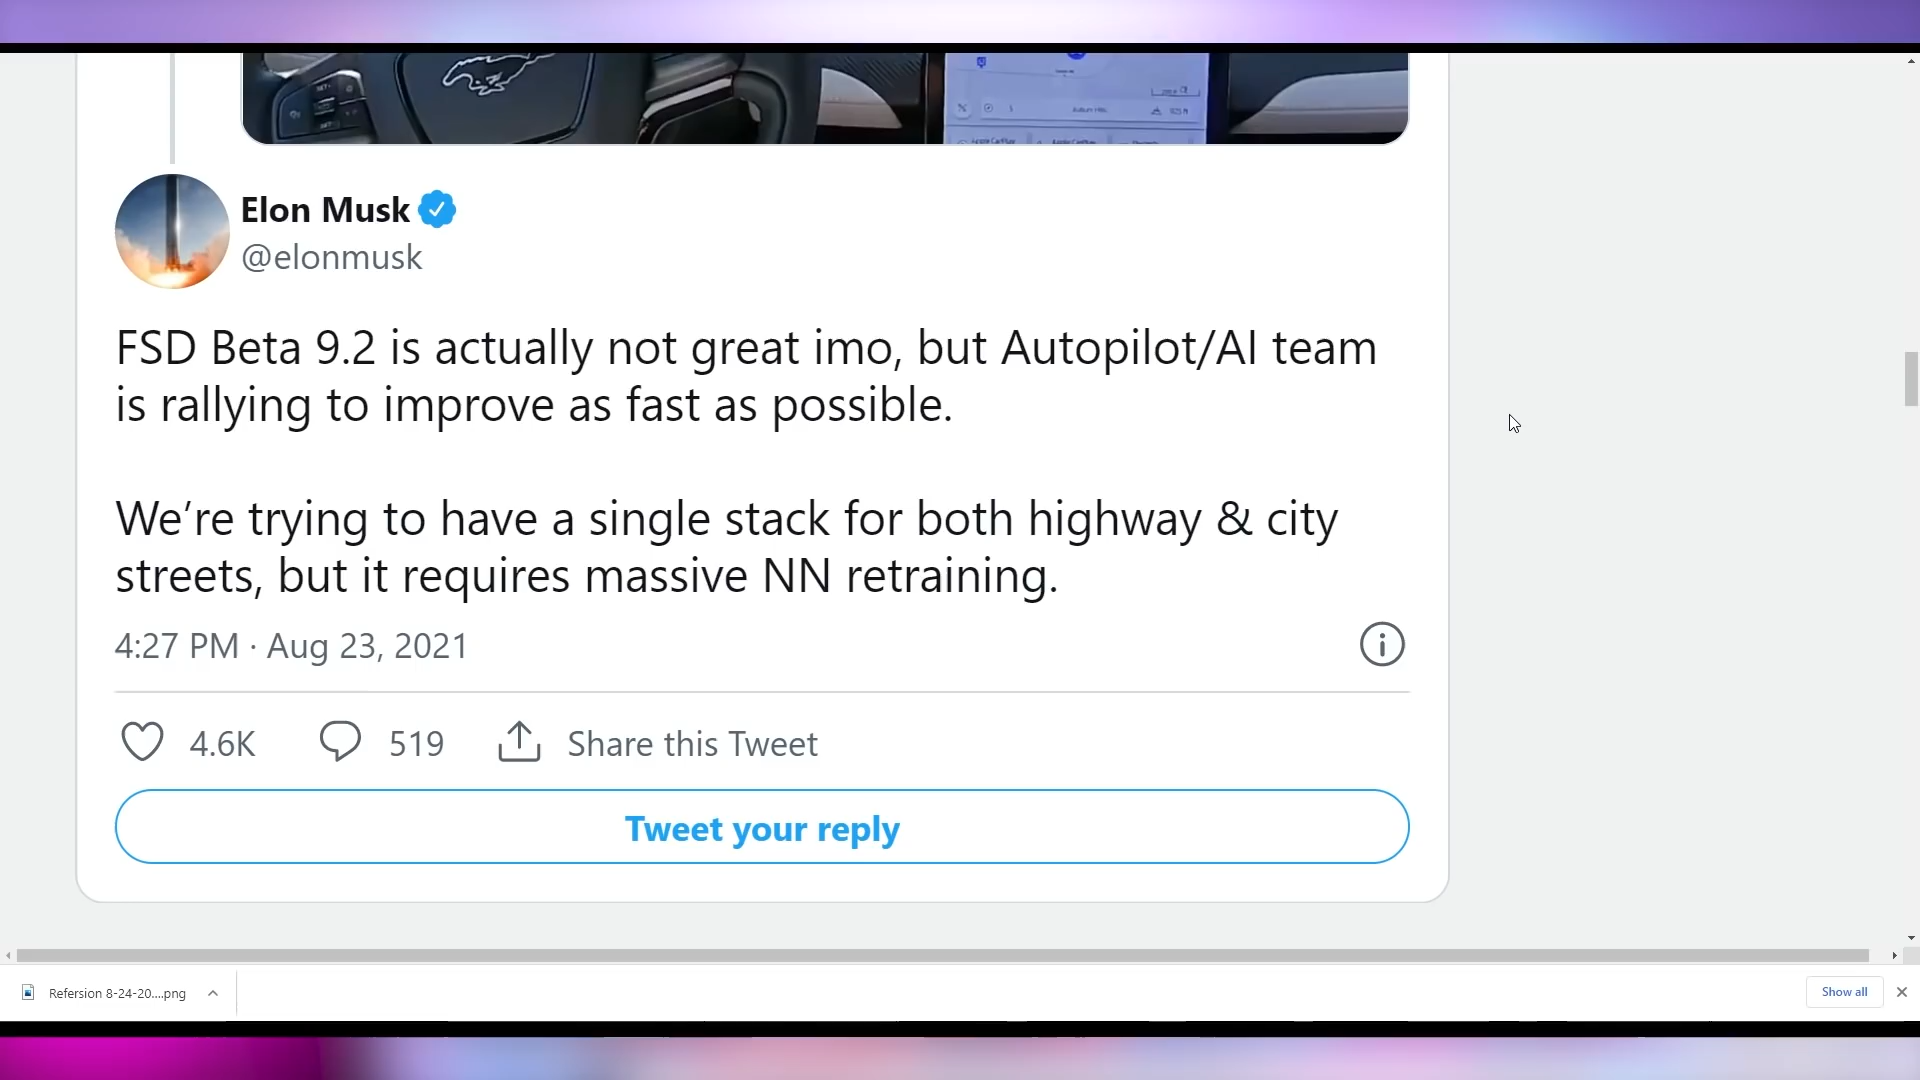 Elon Musk
@elonmusk
FSD Beta 9.2 is actually not great imo, but Autopilot/AI team
is rallying to improve as fast as possible.
We’re trying to have a single stack for both highway & city
streets, but it requires massive NN retraining.
4:27 PM · Aug 23, 2021
4.6K 519 Share this Tweet
Tweet your reply
Refersion 8-24-20....png
Show all